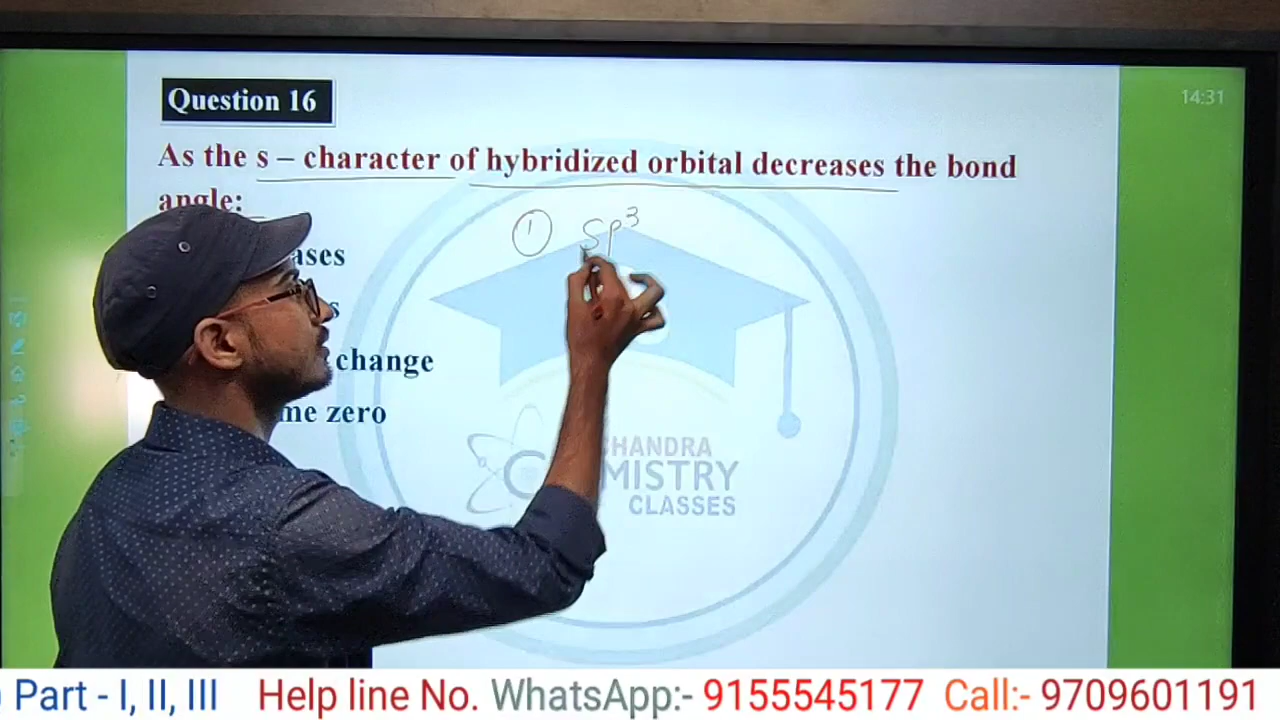 Question 16
14:31
As the s – character of hybridized orbital decreases the bond
angle:
① Sp³
ases
s
change
me zero
CHANDRA
CHEMISTRY
CLASSES
Part - I, II, III Help line No. WhatsApp:- 9155545177 Call:- 9709601191